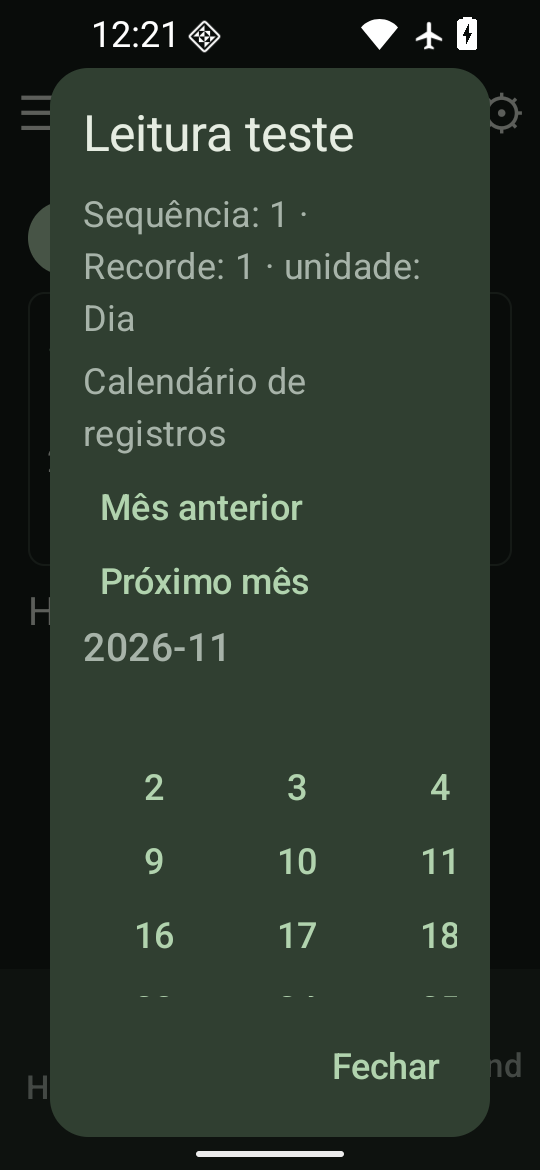 12:21
Leitura teste
Sequência: 1 ·
Recorde: 1 · unidade:
Dia
Calendário de
registros
Mês anterior
Próximo mês
2026-11
2 3 4
9 10 11
16 17 18
Fechar